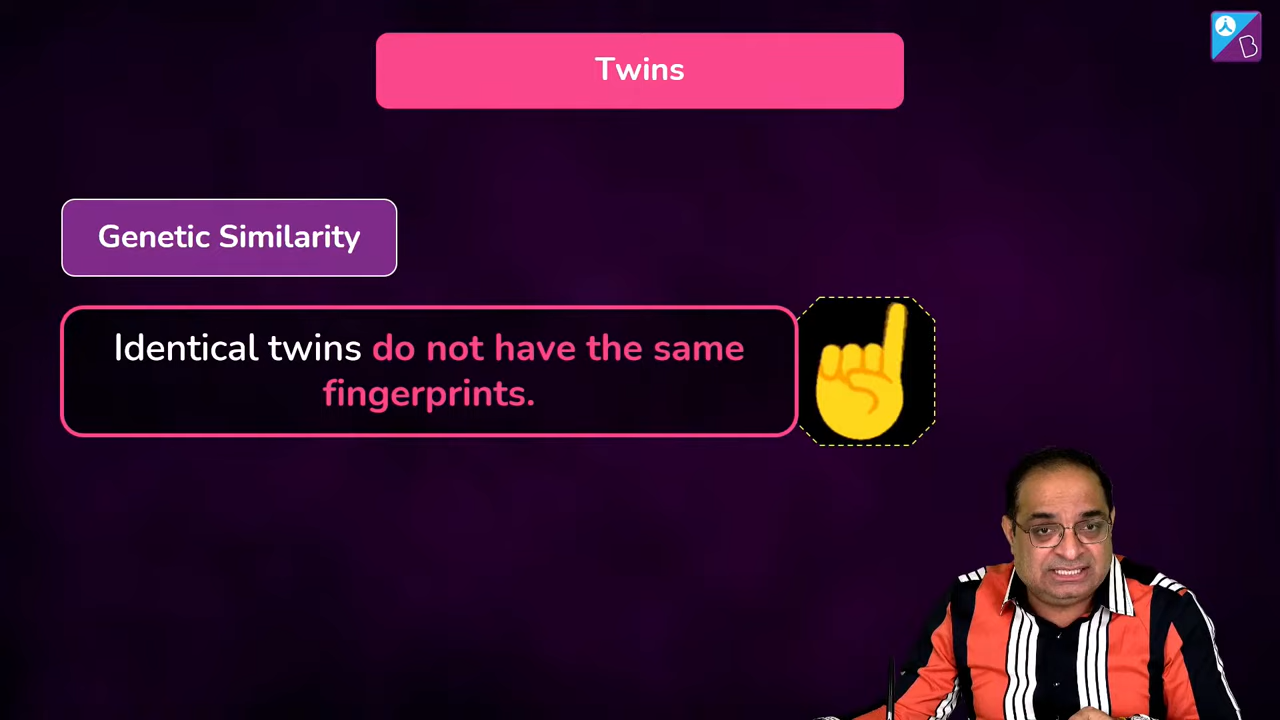 Twins
Genetic Similarity
Identical twins do not have the same
fingerprints.
B